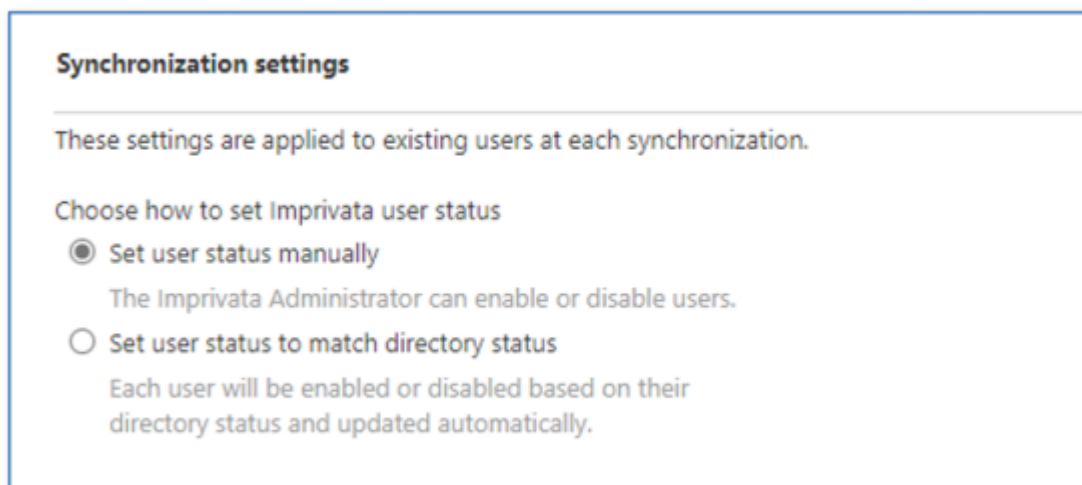 Synchronization settings
These settings are applied to existing users at each synchronization.
Choose how to set Imprivata user status
Set user status manually
The Imprivata Administrator can enable or disable users.
Set user status to match directory status
Each user will be enabled or disabled based on their
directory status and updated automatically.